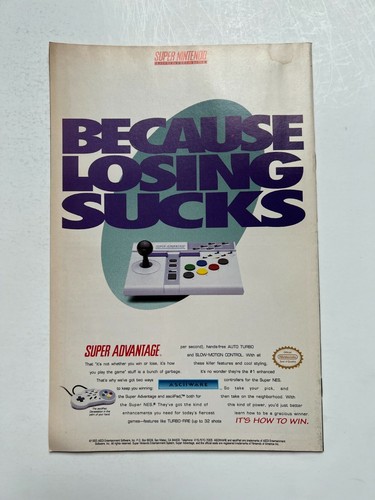 SUPER NINTENDO
BECAUSE
LOSING
SUCKS
SUPER ADVANTAGE.
That "it's not whether you win or lose, it's how
you play the game" stuff is a bunch of garbage.
That's why we've got two ways
to keep you winning:
the Super Advantage and asciiPad,™ both for
the Super NES.® They've got the kind of
enhancements you need for today's fiercest
games–features like TURBO-FIRE (up to 32 shots
per second), hands-free AUTO TURBO
and SLOW-MOTION CONTROL. With all
these killer features and cool styling,
it's no wonder they're the #1 enhanced
controllers for the Super NES.
So take your pick, and
then take on the neighborhood. With
this kind of power, you'd just better
learn how to be a gracious winner.
IT'S HOW TO WIN.
ASCIIWARE
The asciiPad.